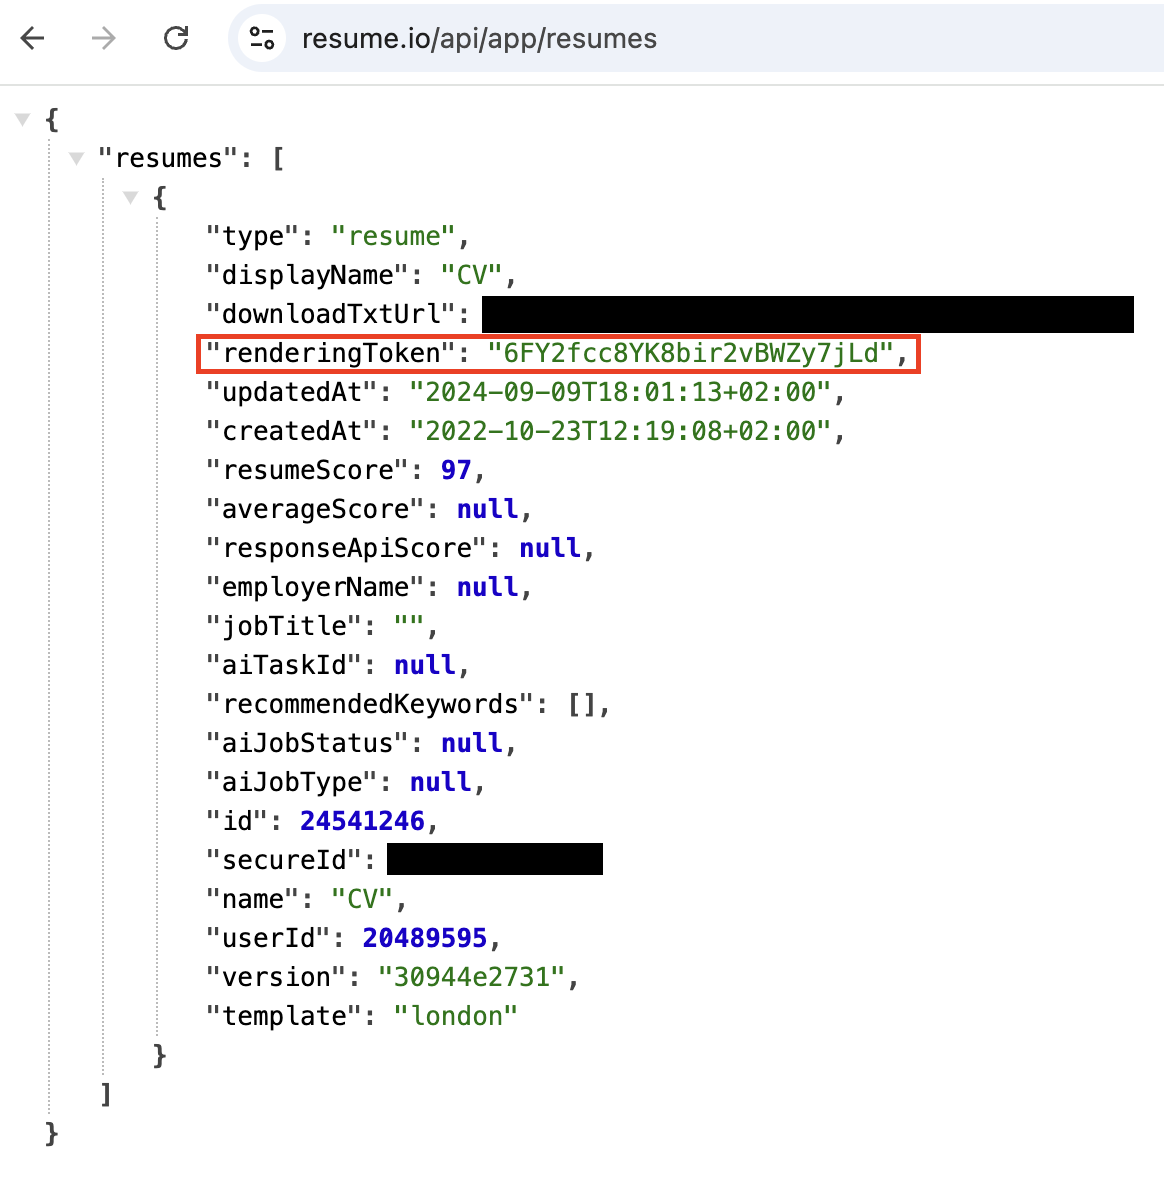 resume.io/api/app/resumes
{
"resumes": [
{
"type": "resume",
"displayName": "CV",
"downloadTxtUrl":
"renderingToken": "6FY2fcc8YK8bir2vBWZy7jLd",
"updatedAt": "2024-09-09T18:01:13+02:00",
"createdAt": "2022-10-23T12:19:08+02:00",
"resumeScore": 97,
"averageScore": null,
"responseApiScore": null,
"employerName": null,
"jobTitle": "",
"aiTaskId": null,
"recommendedKeywords": [],
"aiJobStatus": null,
"aiJobType": null,
"id": 24541246,
"secureId":
"name": "CV",
"userId": 20489595,
"version": "30944e2731",
"template": "london"
}
]
}